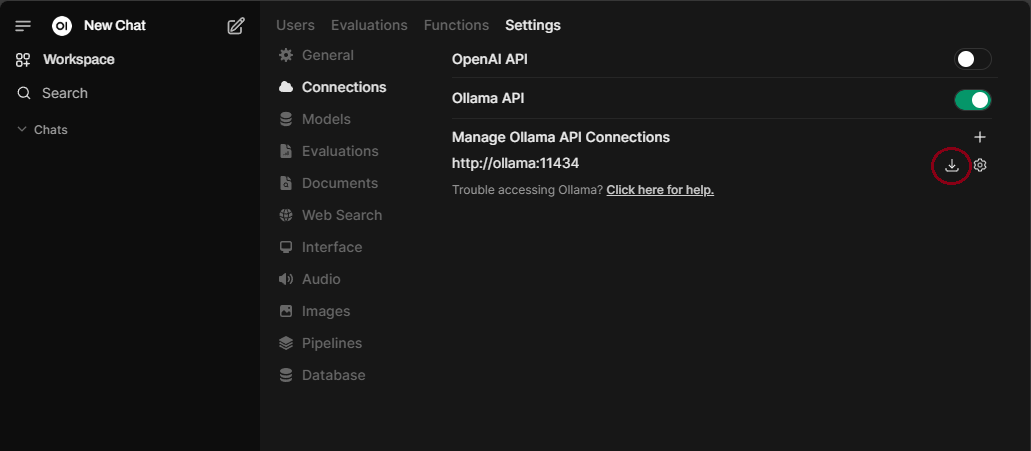 OI New Chat
Workspace
Search
Chats
Users Evaluations Functions Settings
General
Connections
Models
Evaluations
Documents
Web Search
Interface
Audio
Images
Pipelines
Database
OpenAI API
Ollama API
Manage Ollama API Connections
http://ollama:11434
Trouble accessing Ollama? Click here for help.